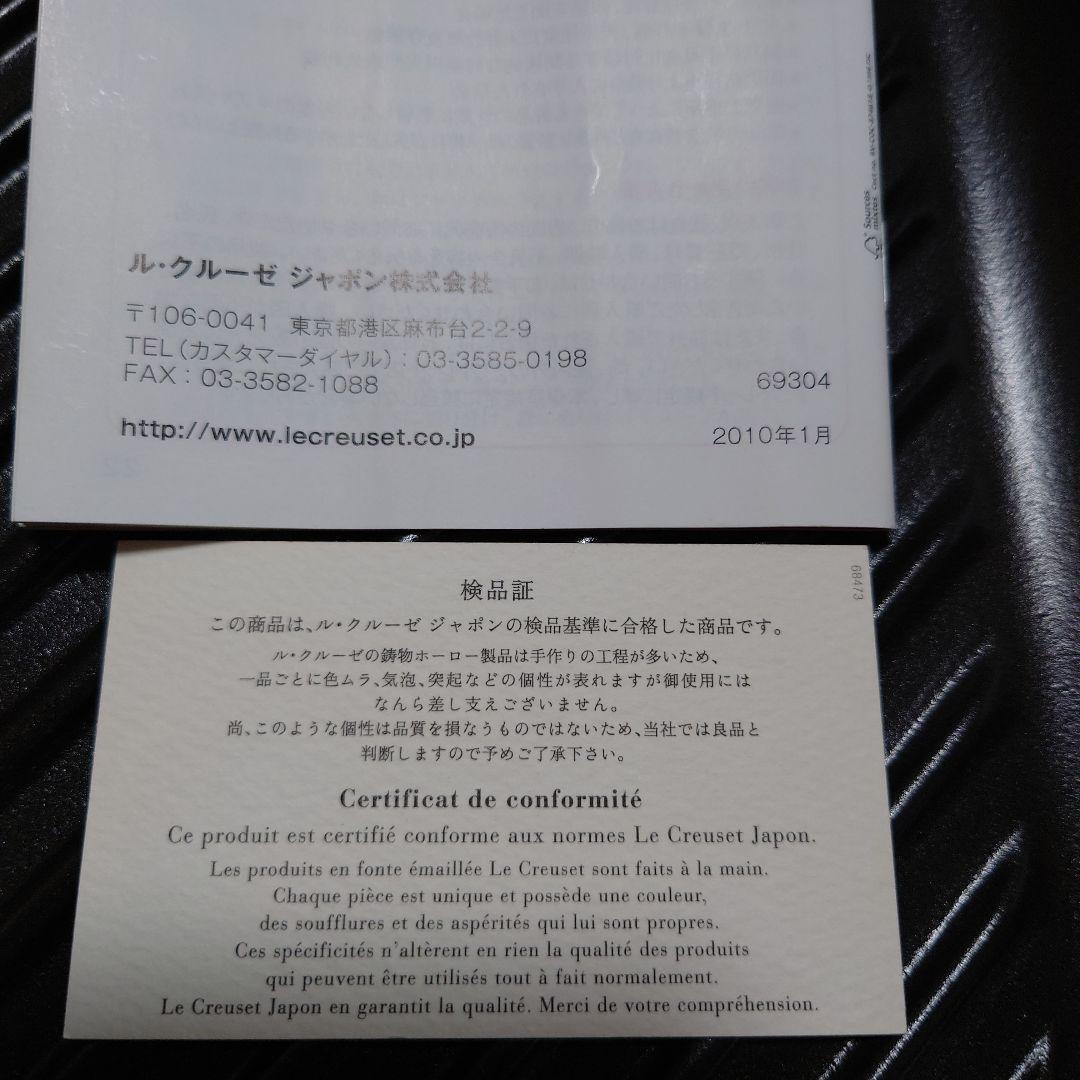 ル・クルーゼ ジャポン株式会社
〒106-0041 東京都港区麻布台2-2-9
TEL（カスタマーダイヤル）：03-3585-0198
FAX：03-3582-1088
69304
http://www.lecreuset.co.jp
2010年1月
Sources
mixtes
68473
検品証
この商品は、ル・クルーゼ ジャポンの検品基準に合格した商品です。
ル・クルーゼの鋳物ホーロー製品は手作りの工程が多いため、
一品ごとに色ムラ、気泡、突起などの個性が表れますが御使用には
なんら差し支えございません。
尚、このような個性は品質を損なうものではないため、当社では良品と
判断しますので予めご了承下さい。
Certificat de conformité
Ce produit est certifié conforme aux normes Le Creuset Japon.
Les produits en fonte émaillée Le Creuset sont faits à la main.
Chaque pièce est unique et possède une couleur,
des soufflures et des aspérités qui lui sont propres.
Ces spécificités n'altèrent en rien la qualité des produits
qui peuvent être utilisés tout à fait normalement.
Le Creuset Japon en garantit la qualité. Merci de votre compréhension.